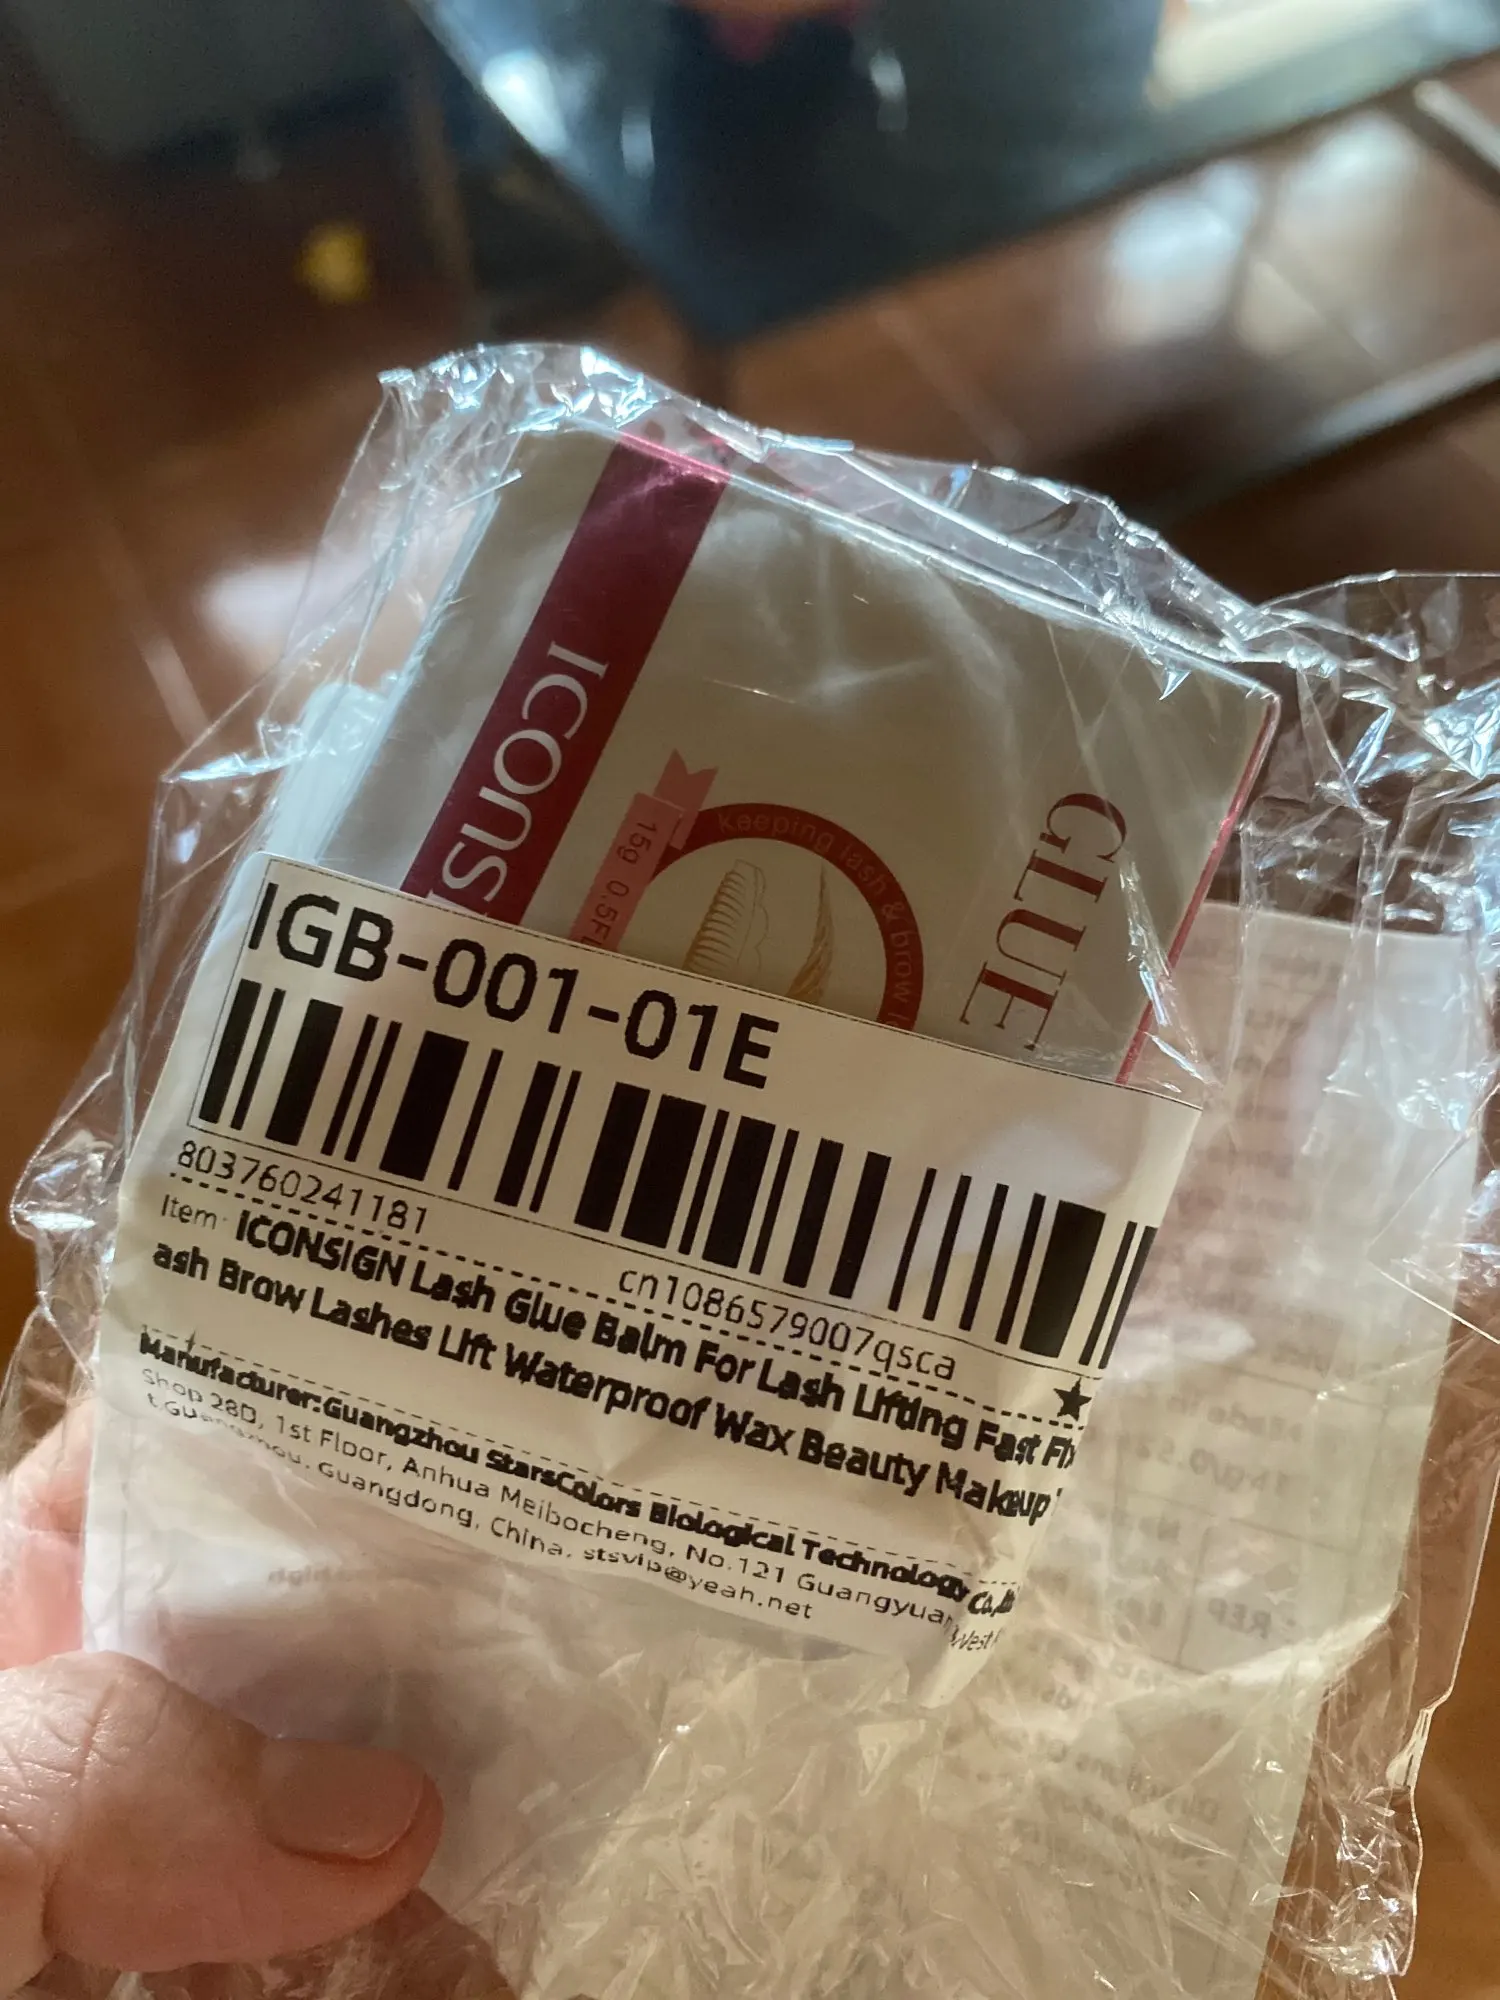 ICONS
GLUE
keeping lash & brow
15g 0.5FL
IGB-001-01E
803760241181
cn1086579007qsca
Item: ICONSIGN Lash Glue Balm For Lash Lifting Fast Fix
ash Brow Lashes Lift Waterproof Wax Beauty Makeup
Manufacturer:Guangzhou StarsColors Biological Technology Co.,
Shop 28D, 1st Floor, Anhua Meibocheng, No.121 Guangyuan West
t,Guangzhou, Guangdong, China, stsvip@yeah.net